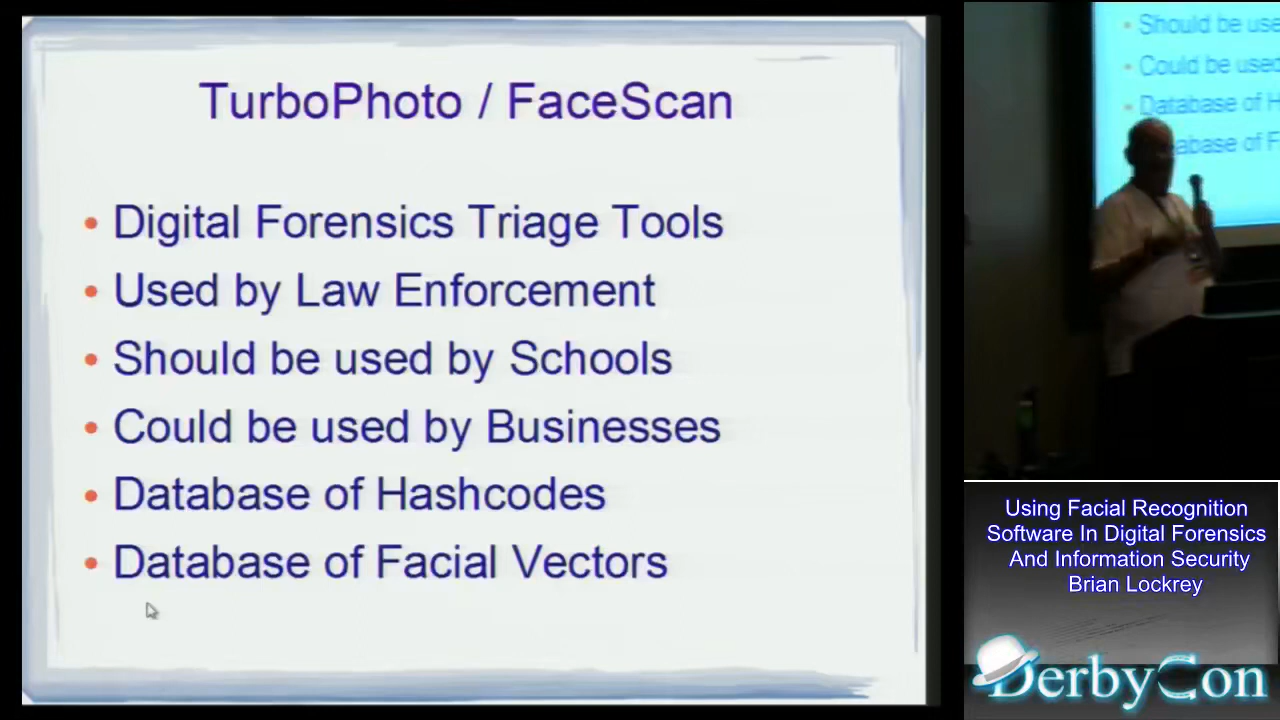 TurboPhoto / FaceScan
• Digital Forensics Triage Tools
• Used by Law Enforcement
• Should be used by Schools
• Could be used by Businesses
• Database of Hashcodes
• Database of Facial Vectors
• Should be use
• Could be used
• Database of H
abase of F
Using Facial Recognition
Software In Digital Forensics
And Information Security
Brian Lockrey
DerbyCon